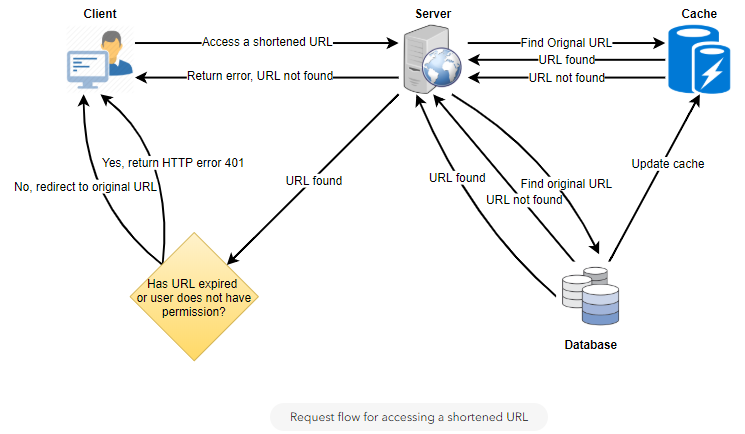 Client
Server
Cache
Access a shortened URL
Find Orignal URL
URL found
Return error, URL not found
URL not found
Yes, return HTTP error 401
No, redirect to original URL
URL found
URL found
Find original URL
URL not found
Update cache
Has URL expired
or user does not have
permission?
Database
Request flow for accessing a shortened URL